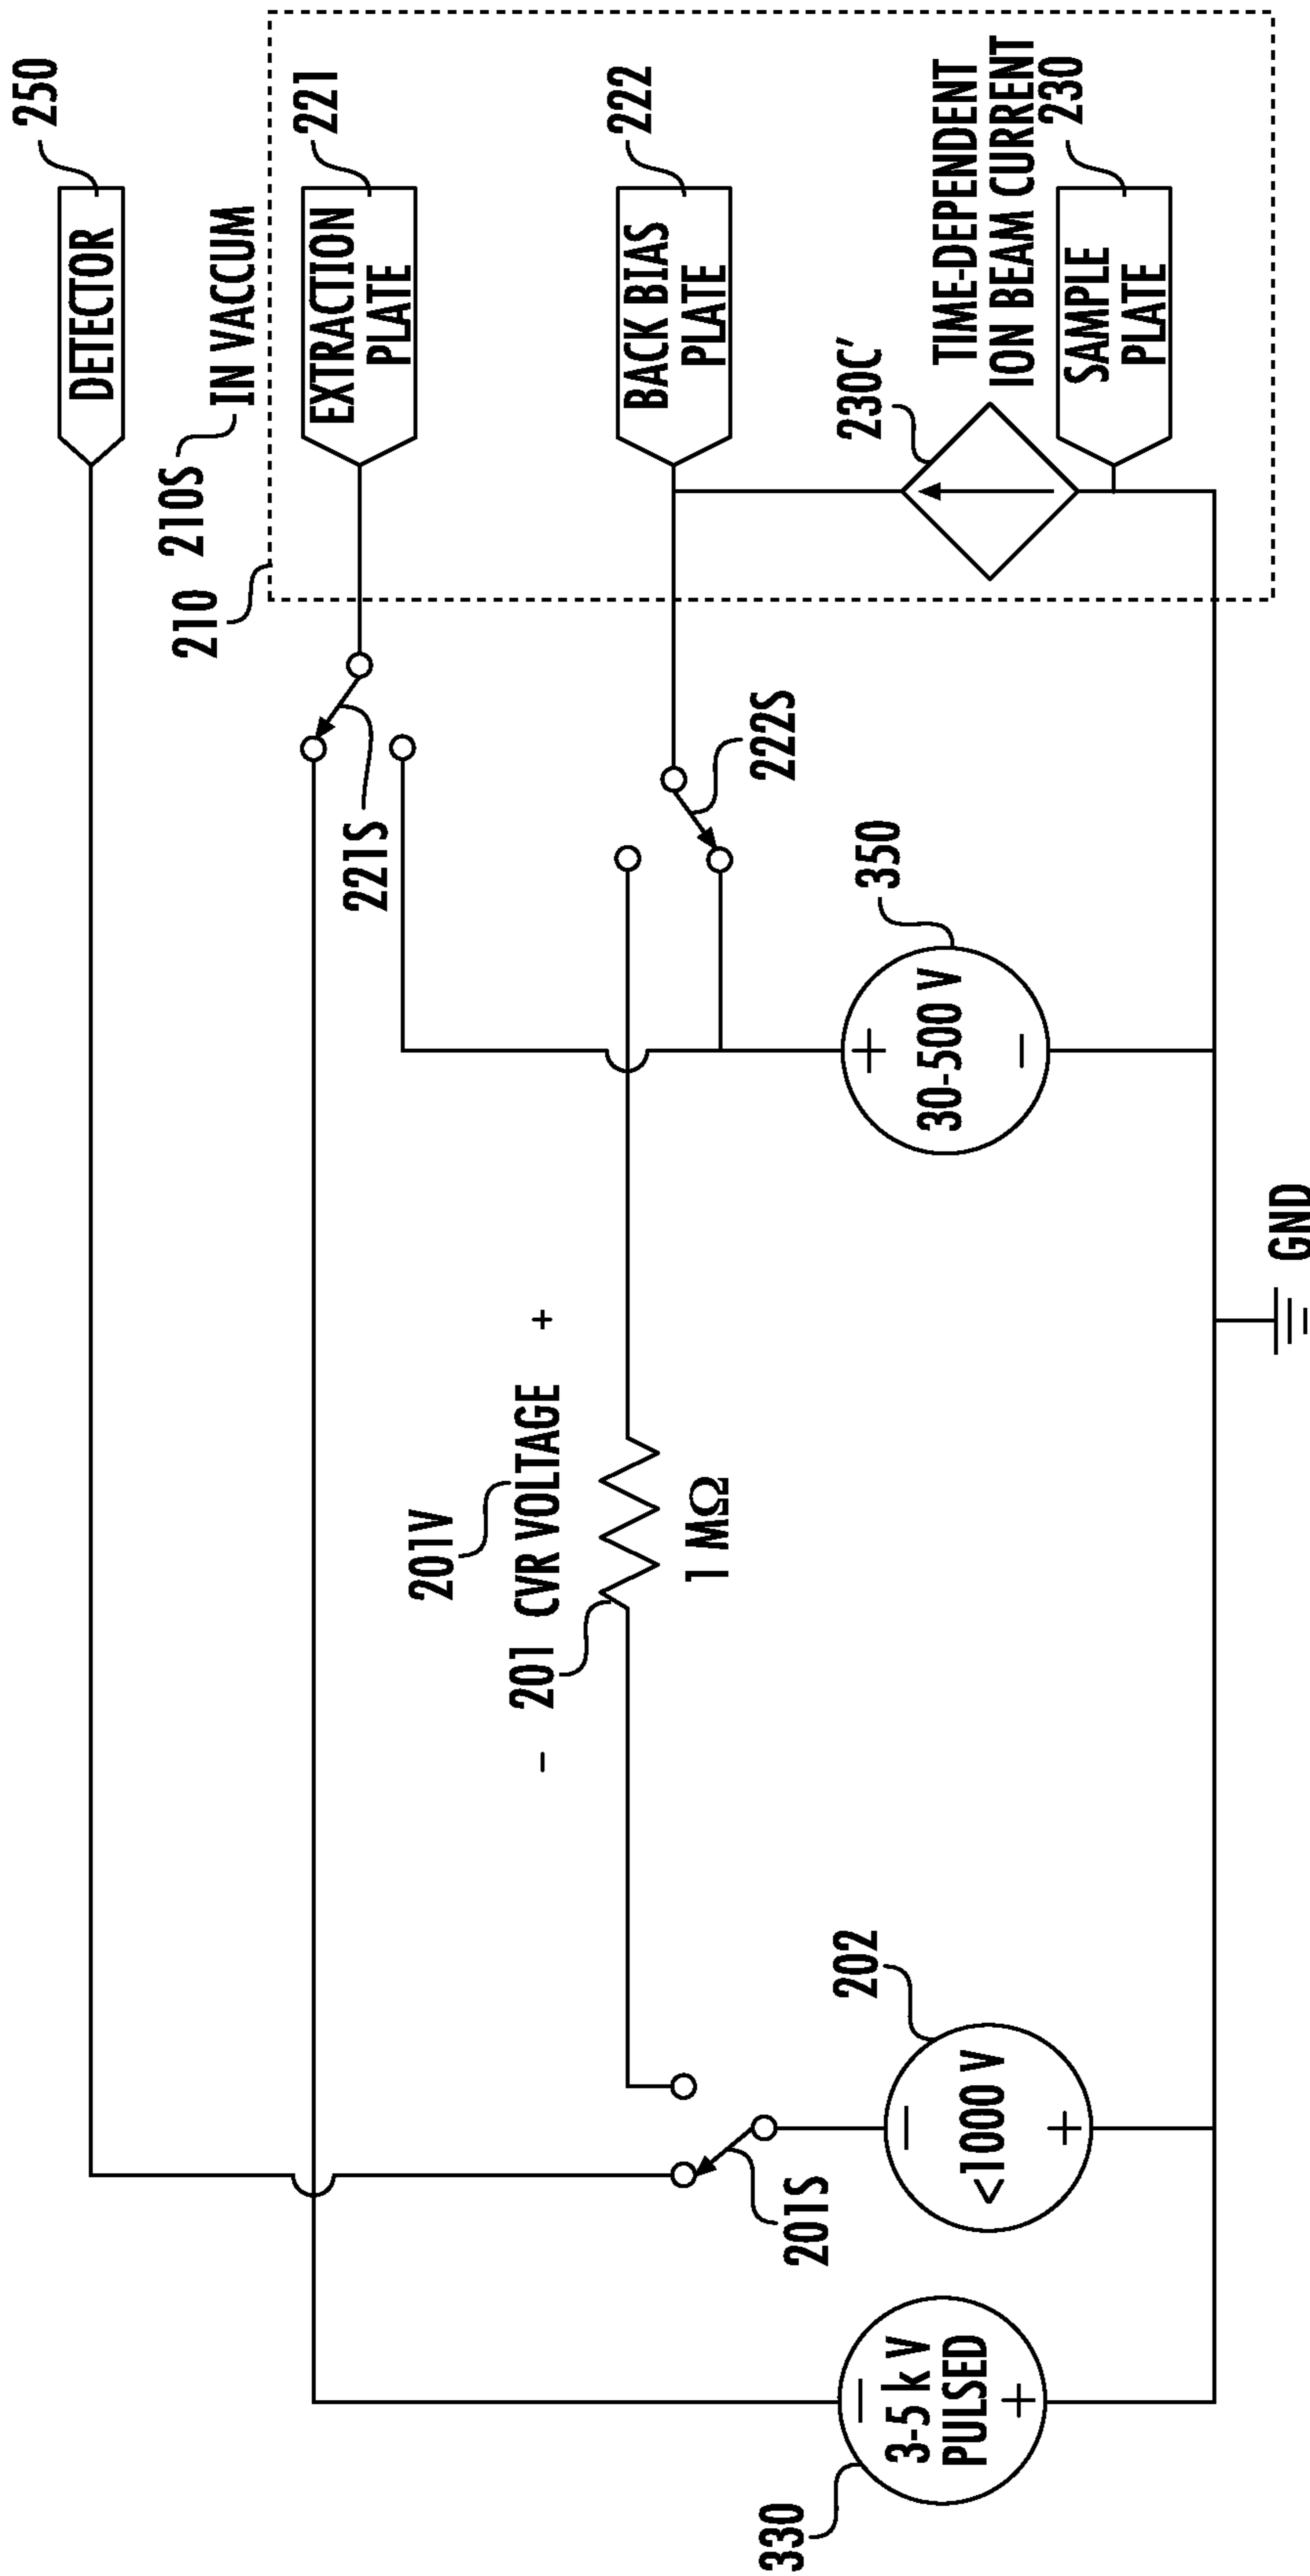 250
DETECTOR
210
210S
IN VACCUM
EXTRACTION
PLATE
221
221S
BACK BIAS
PLATE
222
222S
230C'
TIME-DEPENDENT
ION BEAM CURRENT
SAMPLE
PLATE
230
350
+
30-500 V
−
201V
− 201 CVR VOLTAGE +
1 MΩ
202
−
<1000 V
+
201S
330
−
3-5 k V
PULSED
+
GND